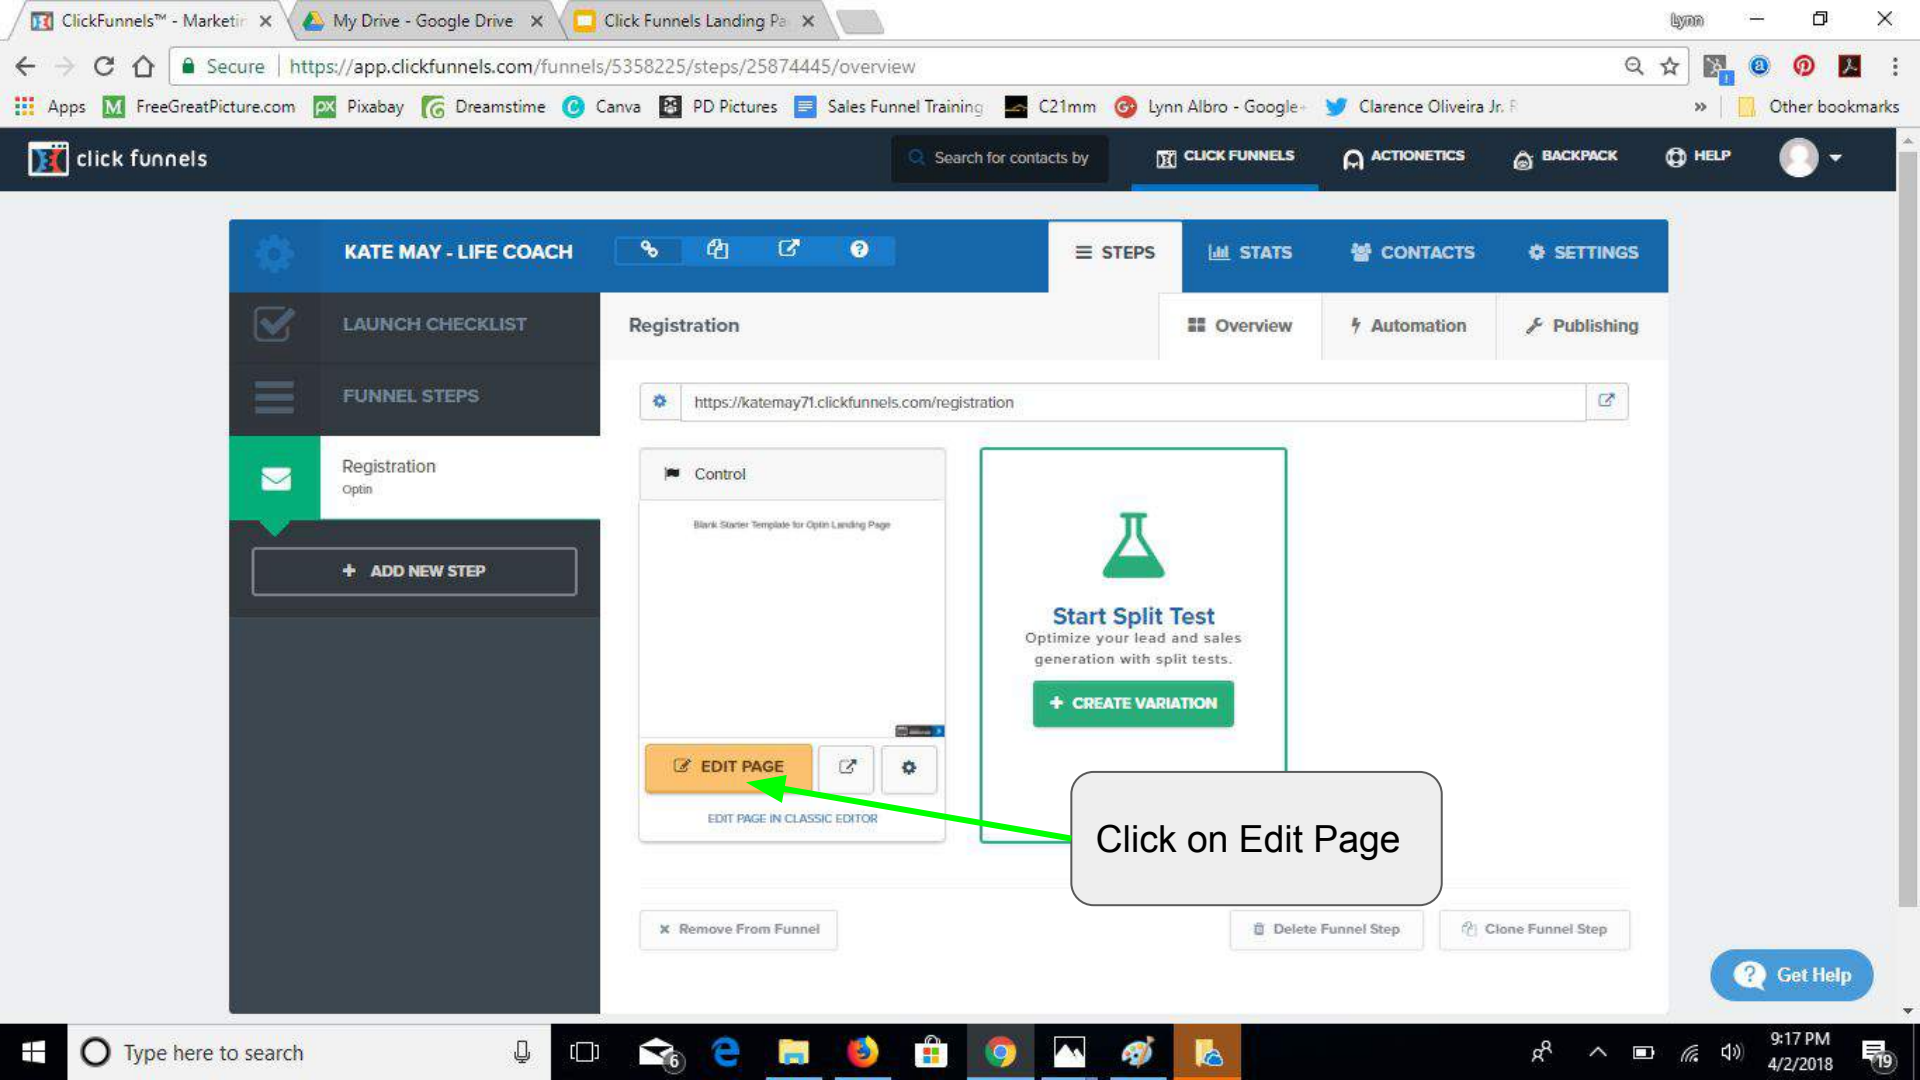 ClickFunnels™ - Marketin
My Drive - Google Drive
Click Funnels Landing Pa
Lynn
Secure
https://app.clickfunnels.com/funnels/5358225/steps/25874445/overview
Apps
FreeGreatPicture.com
Pixabay
Dreamstime
Canva
PD Pictures
Sales Funnel Training
C21mm
Lynn Albro - Google+
Clarence Oliveira Jr.
»
Other bookmarks
click funnels
Search for contacts by
CLICK FUNNELS
ACTIONETICS
BACKPACK
HELP
KATE MAY - LIFE COACH
STEPS
STATS
CONTACTS
SETTINGS
LAUNCH CHECKLIST
Registration
Overview
Automation
Publishing
FUNNEL STEPS
https://katemay71.clickfunnels.com/registration
Registration
Optin
Control
Blank Starter Template for Optin Landing Page
+ ADD NEW STEP
Start Split Test
Optimize your lead and sales
generation with split tests.
+ CREATE VARIATION
EDIT PAGE
EDIT PAGE IN CLASSIC EDITOR
Click on Edit Page
Remove From Funnel
Delete Funnel Step
Clone Funnel Step
Get Help
Type here to search
6
9:17 PM
4/2/2018
19